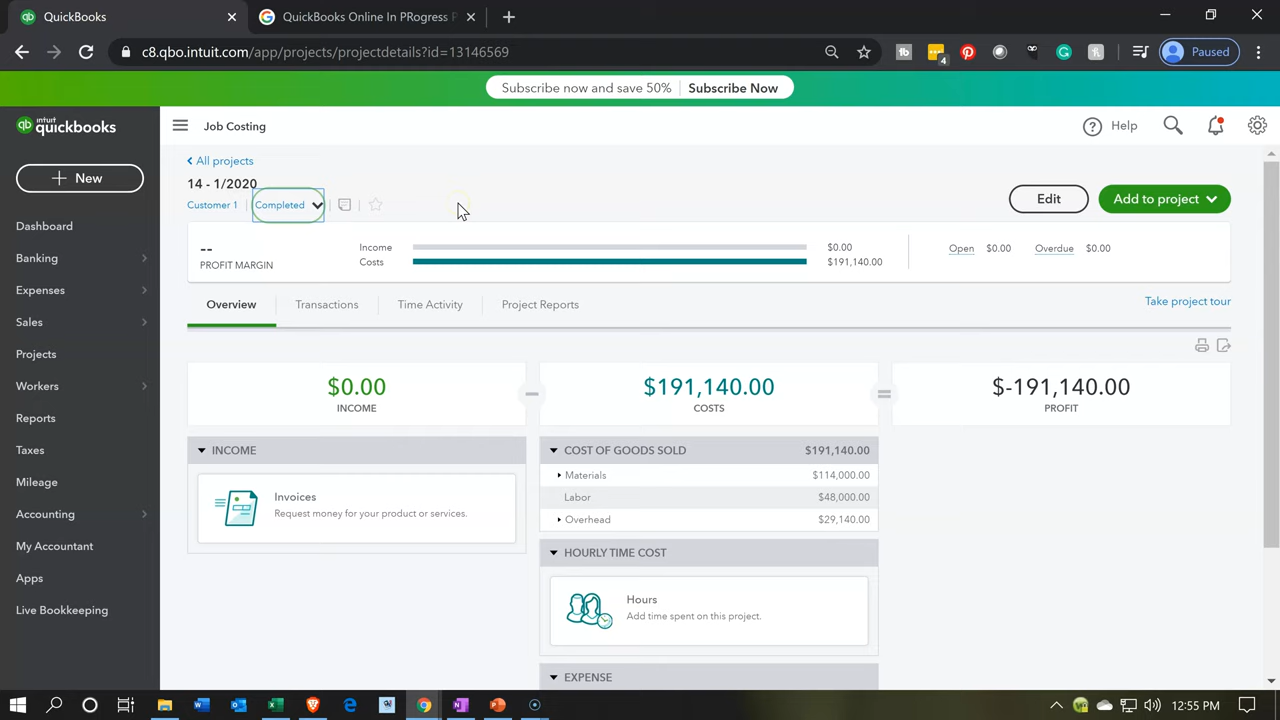 QuickBooks
QuickBooks Online In PRogress P
c8.qbo.intuit.com/app/projects/projectdetails?id=13146569
4
Paused
Subscribe now and save 50% Subscribe Now
intuit
quickbooks
Job Costing
Help
New
All projects
14 - 1/2020
Customer 1
Completed
Edit
Add to project
Dashboard
Banking
Expenses
Sales
Projects
Workers
Reports
Taxes
Mileage
Accounting
My Accountant
Apps
Live Bookkeeping
--
PROFIT MARGIN
Income $0.00
Costs $191,140.00
Open $0.00 Overdue $0.00
Overview Transactions Time Activity Project Reports
Take project tour
$0.00
INCOME
$191,140.00
COSTS
$-191,140.00
PROFIT
INCOME
Invoices
Request money for your product or services.
COST OF GOODS SOLD $191,140.00
Materials $114,000.00
Labor $48,000.00
Overhead $29,140.00
HOURLY TIME COST
Hours
Add time spent on this project.
EXPENSE
12:55 PM